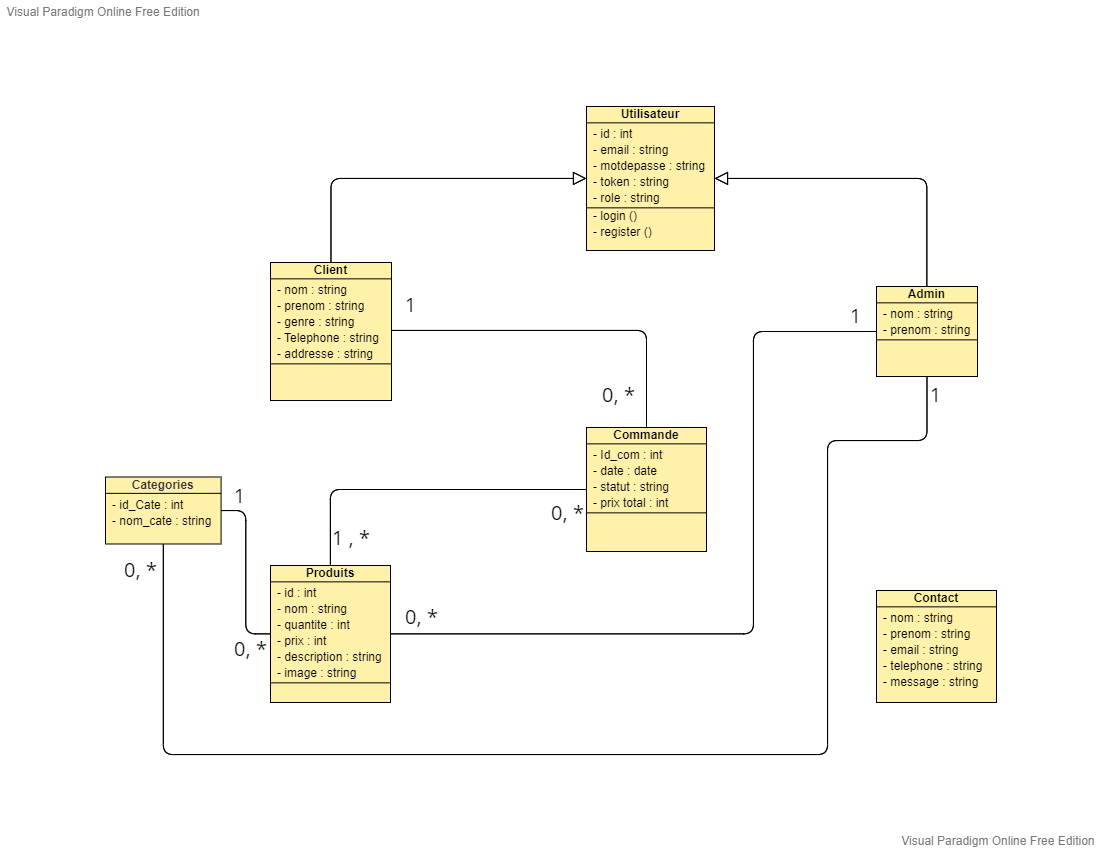 Visual Paradigm Online Free Edition
Utilisateur
- id : int
- email : string
- motdepasse : string
- token : string
- role : string
- login ()
- register ()
Client
- nom : string
- prenom : string
- genre : string
- Telephone : string
- addresse : string
1
0, *
Admin
- nom : string
- prenom : string
1
1
Commande
- Id_com : int
- date : date
- statut : string
- prix total : int
0, *
1 , *
Categories
- id_Cate : int
- nom_cate : string
1
0, *
0, *
Produits
- id : int
- nom : string
- quantite : int
- prix : int
- description : string
- image : string
0, *
Contact
- nom : string
- prenom : string
- email : string
- telephone : string
- message : string
Visual Paradigm Online Free Edition